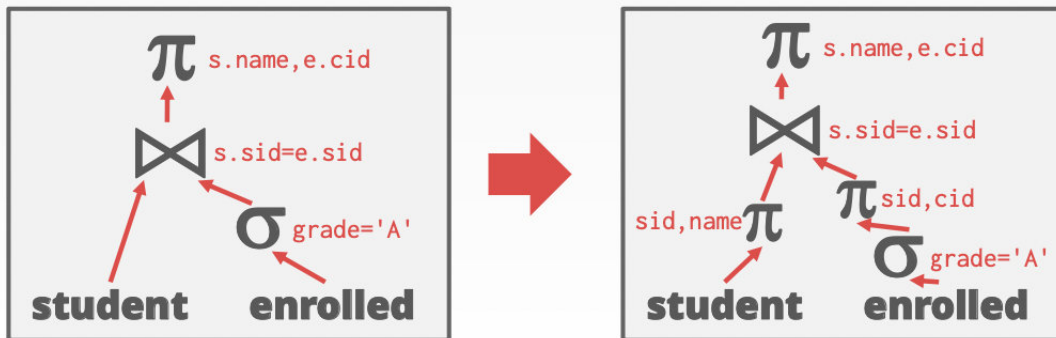 π s.name,e.cid
⋈ s.sid=e.sid
σ grade='A'
student enrolled
π s.name,e.cid
⋈ s.sid=e.sid
sid,name π π sid,cid
σ grade='A'
student enrolled